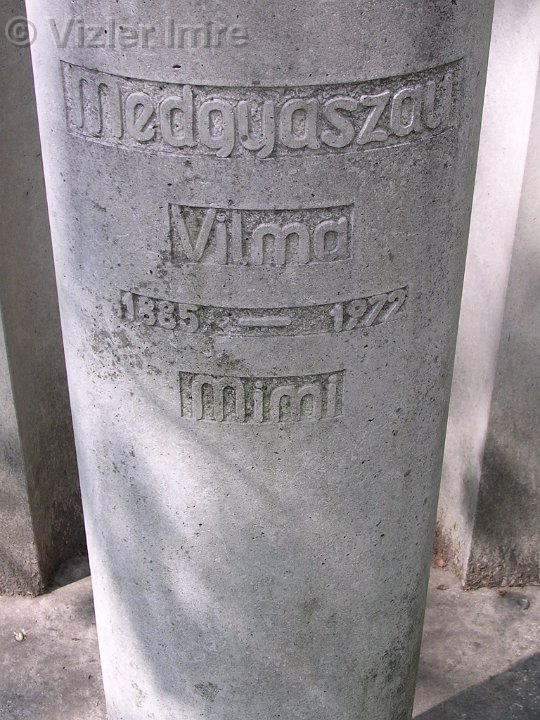 © Vizler Imre
Medgyaszay
Vilma
1885 — 1972
Mimi